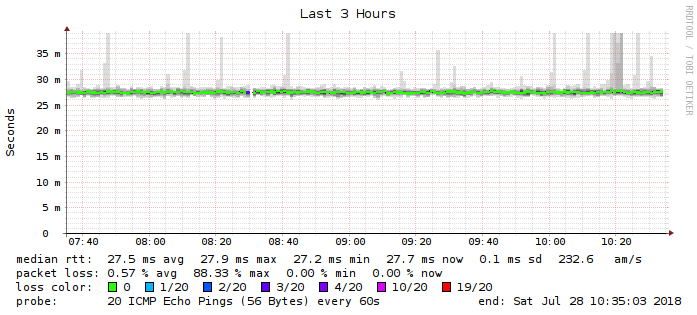 Last 3 Hours
RRDTOOL / TOBI OETIKER
Seconds
35 m
30 m
25 m
20 m
15 m
10 m
5 m
0
07:40 08:00 08:20 08:40 09:00 09:20 09:40 10:00 10:20
median rtt: 27.5 ms avg 27.9 ms max 27.2 ms min 27.7 ms now 0.1 ms sd 232.6 am/s
packet loss: 0.57 % avg 88.33 % max 0.00 % min 0.00 % now
loss color: 0 1/20 2/20 3/20 4/20 10/20 19/20
probe: 20 ICMP Echo Pings (56 Bytes) every 60s end: Sat Jul 28 10:35:03 2018